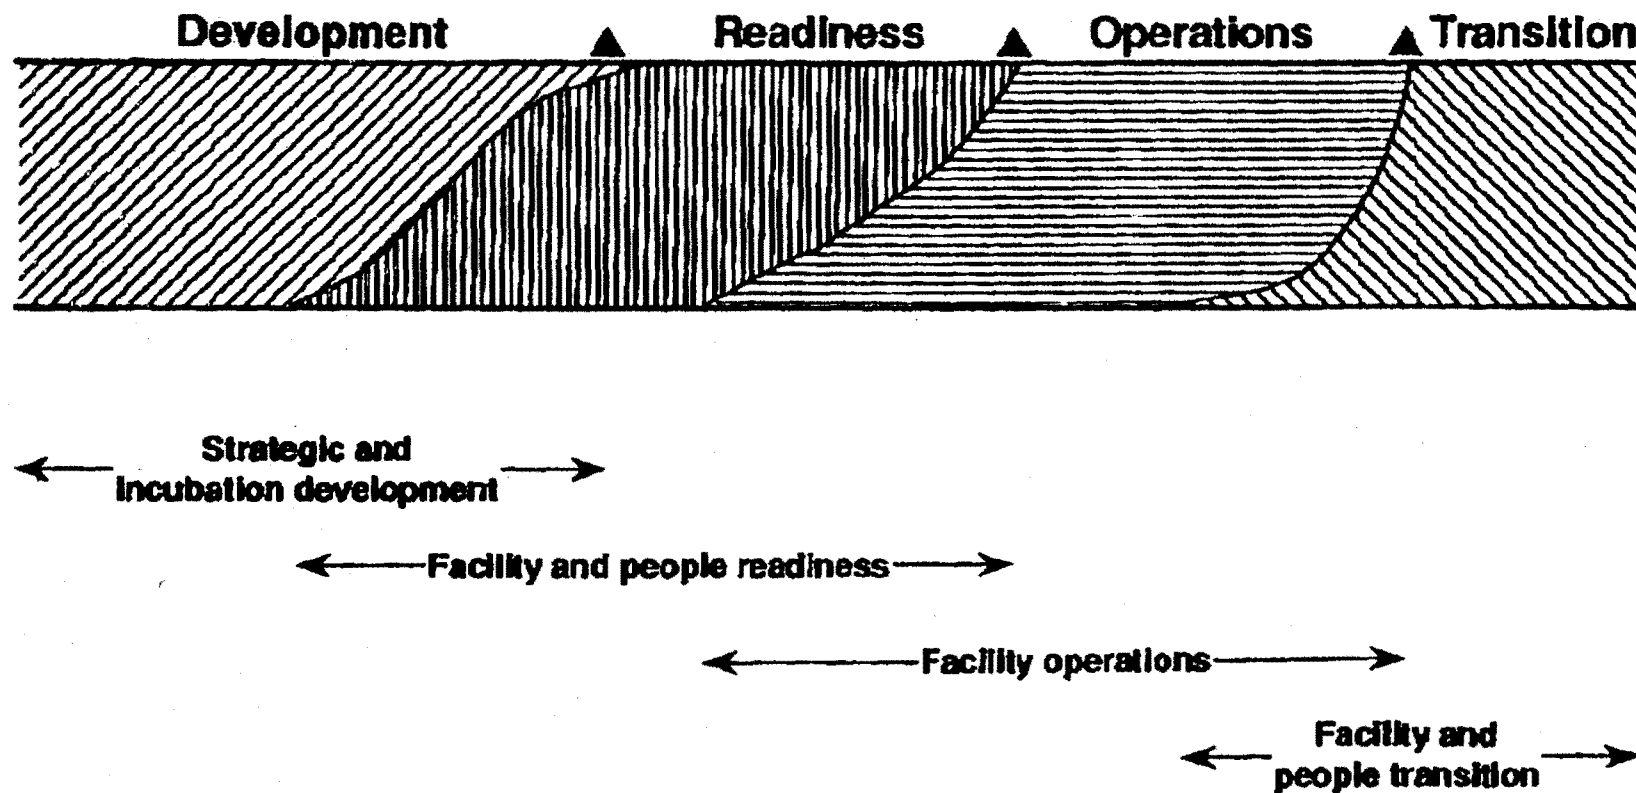 Development Readiness Operations Transition
Strategic and
incubation development
Facility and people readiness
Facility operations
Facility and
people transition